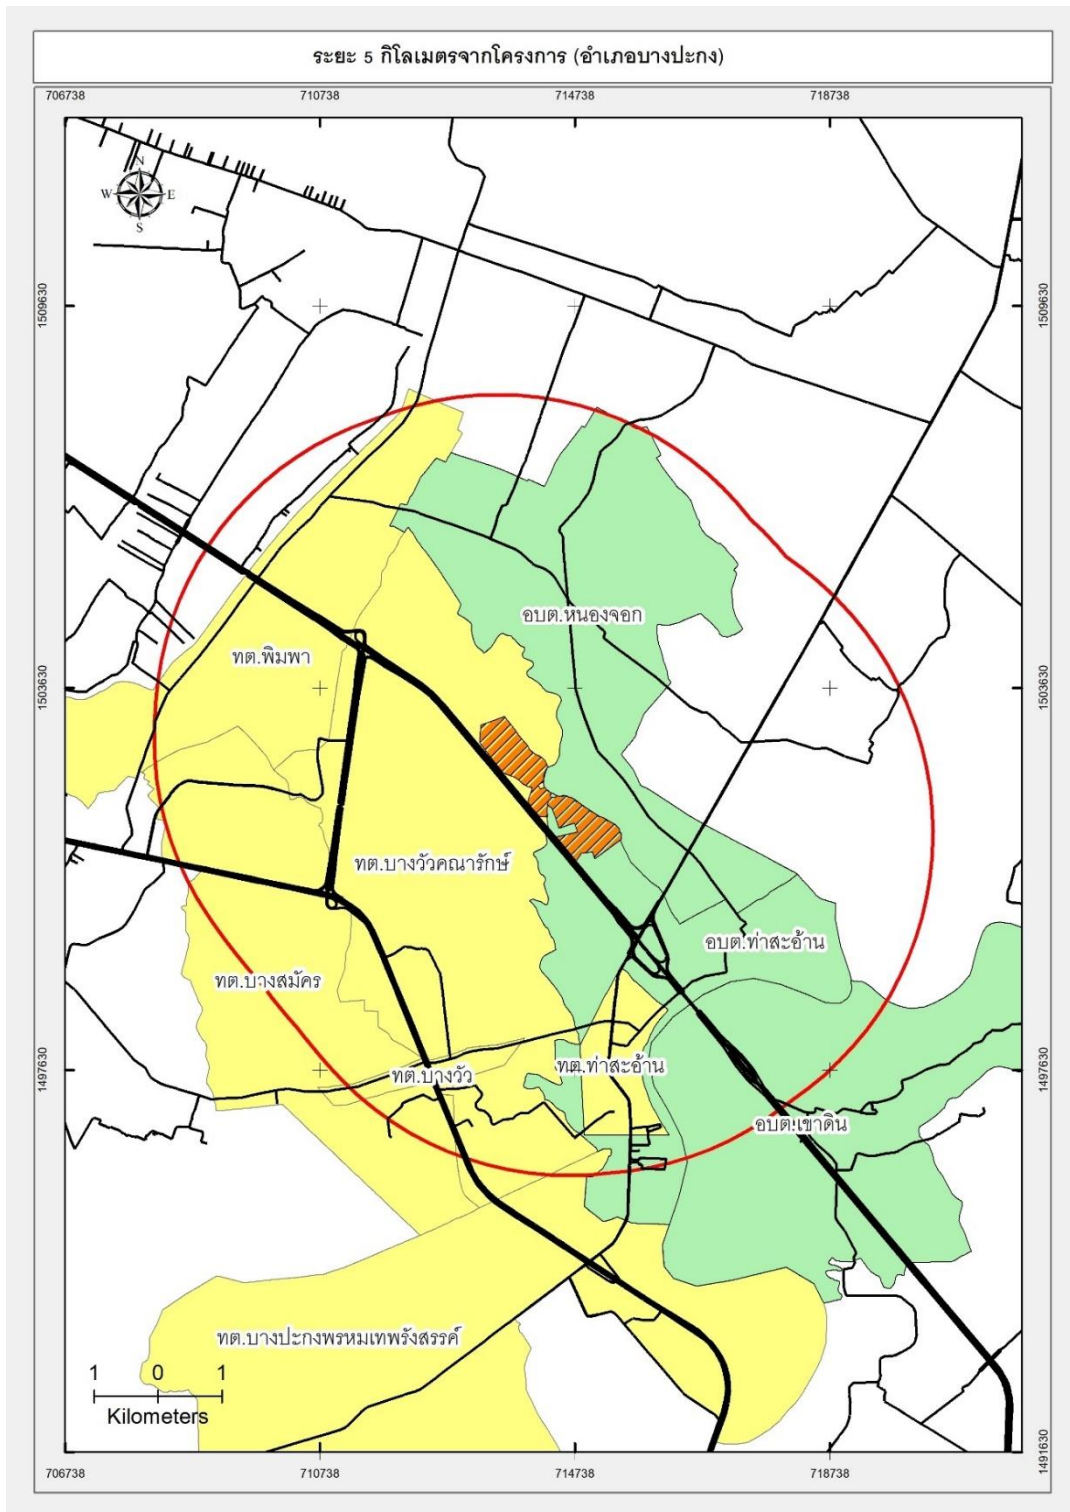 ระยะ 5 กิโลเมตรจากโครงการ (อำเภอบางปะกง)
706738 710738 714738 718738
N
W E
S
1509630 1509630
อบต.หนองจอก
ทต.พิมพา
1503630 1503630
ทต.บางวัวคณารักษ์
อบต.ท่าสะอ้าน
ทต.บางสมัคร
ทต.ท่าสะอ้าน
ทต.บางวัว
1497630 1497630
อบต.เขาดิน
ทต.บางปะกงพรหมเทพรังสรรค์
1 0 1
Kilometers
1491630
706738 710738 714738 718738